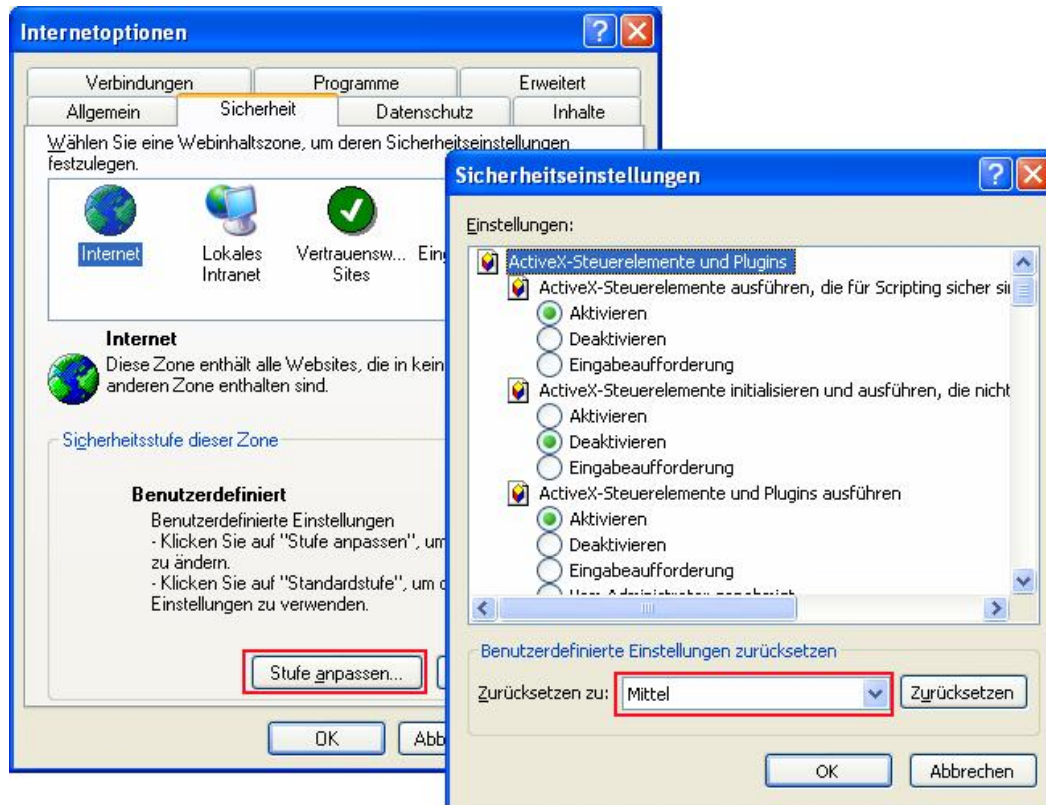 Internetoptionen
Verbindungen Programme Erweitert
Allgemein Sicherheit Datenschutz Inhalte
Wählen Sie eine Webinhaltszone, um deren Sicherheitseinstellungen
festzulegen.
Internet
Lokales
Intranet
Vertrauensw...
Sites
Internet
Diese Zone enthält alle Websites, die in
anderen Zone enthalten sind.
Sicherheitsstufe dieser Zone
Benutzerdefiniert
Benutzerdefinierte Einstellungen
- Klicken Sie auf "Stufe anpassen", um
zu ändern.
- Klicken Sie auf "Standardstufe", um
Einstellungen zu verwenden.
Stufe anpassen...
OK
Sicherheitseinstellungen
Einstellungen:
ActiveX-Steuerelemente und Plugins
ActiveX-Steuerelemente ausführen, die für Scripting sicher
Aktivieren
Deaktivieren
Eingabeaufforderung
ActiveX-Steuerelemente initialisieren und ausführen, die nicht
Aktivieren
Deaktivieren
Eingabeaufforderung
ActiveX-Steuerelemente und Plugins ausführen
Aktivieren
Deaktivieren
Eingabeaufforderung
Benutzerdefinierte Einstellungen zurücksetzen
Zurücksetzen zu: Mittel Zurücksetzen
OK Abbrechen